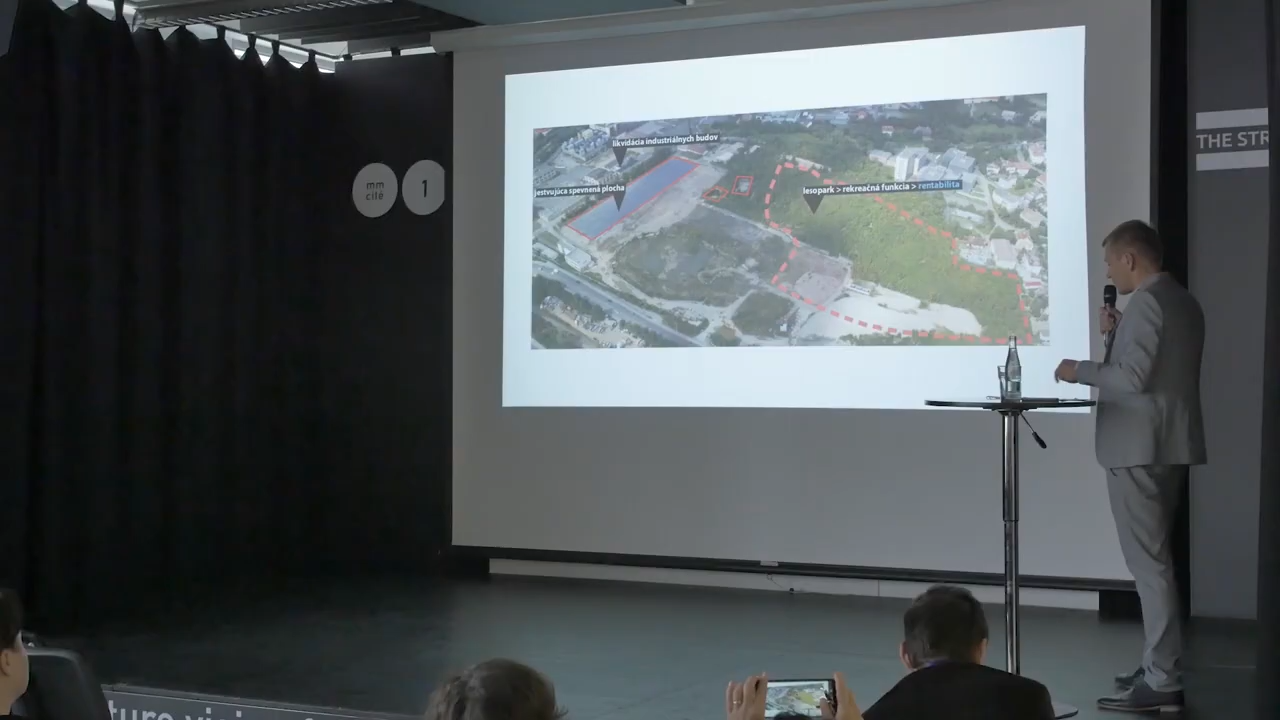 likvidácia industriálnych budov
jestvujúca spevnená plocha
lesopark > rekreačná funkcia > rentabilita
mm
cité
1
THE STR